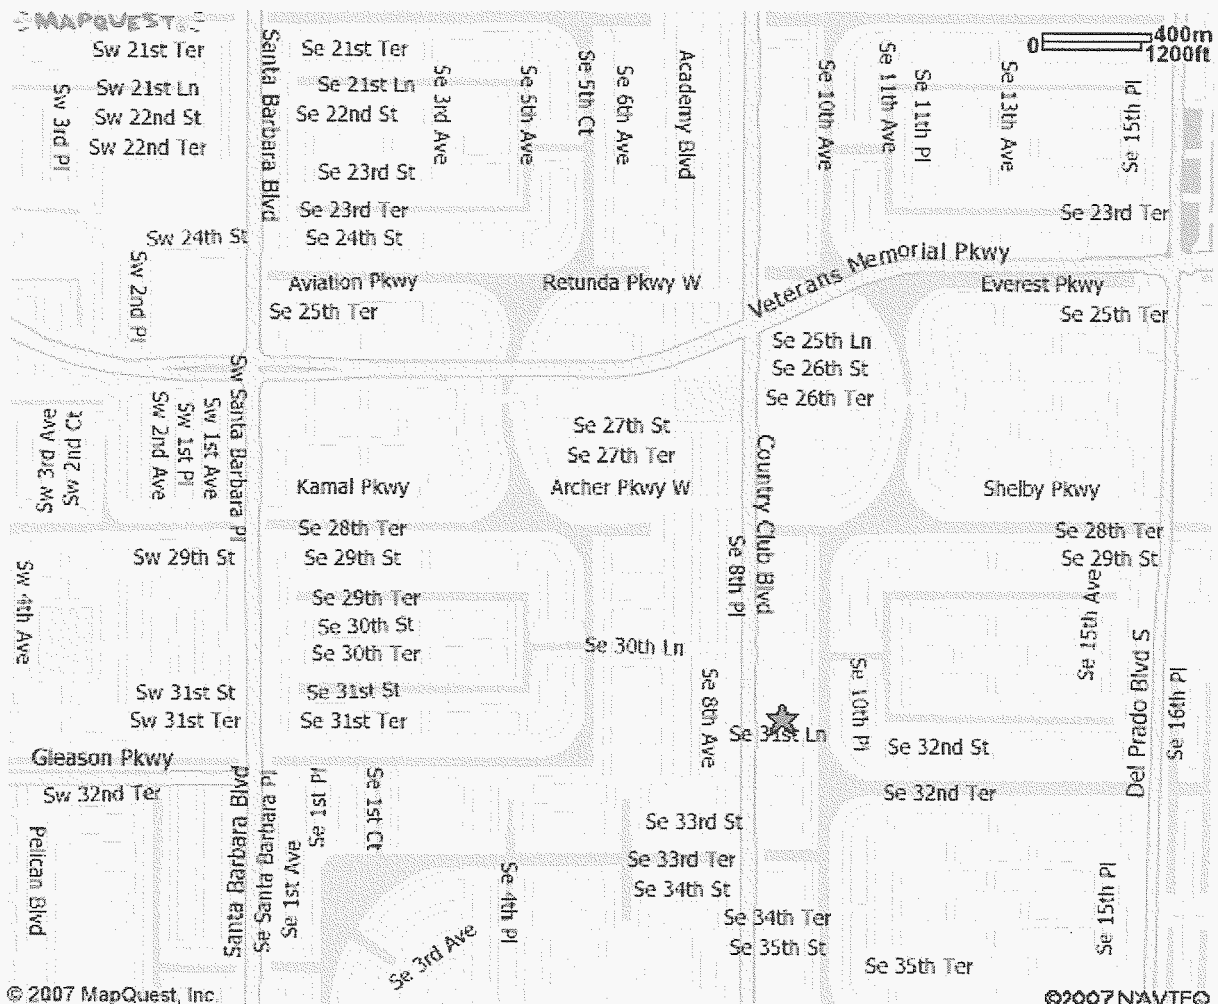 MAPQUEST
400m
0
1200ft
Sw 21st Ter
Se 21st Ter
Sw 21st Ln
Se 21st Ln
Sw 22nd St
Se 22nd St
Sw 22nd Ter
Sw 3rd Pl
Santa Barbara Blvd
Se 3rd Ave
Se 5th Ave
Se 5th Ct
Se 6th Ave
Academy Blvd
Se 10th Ave
Se 11th Ave
Se 11th Pl
Se 13th Ave
Se 15th Pl
Se 23rd St
Se 23rd Ter
Se 23rd Ter
Sw 24th St
Se 24th St
Sw 2nd Pl
Veterans Memorial Pkwy
Aviation Pkwy
Retunda Pkwy W
Everest Pkwy
Se 25th Ter
Se 25th Ter
Se 25th Ln
Se 26th St
Se 26th Ter
Sw Santa Barbara Pl
Sw 3rd Ave
Sw 2nd Ct
Sw 2nd Ave
Sw 1st Pl
Sw 1st Ave
Se 27th St
Se 27th Ter
Country Club Blvd
Kamal Pkwy
Archer Pkwy W
Shelby Pkwy
Se 28th Ter
Se 28th Ter
Sw 29th St
Se 29th St
Se 8th Pl
Se 29th St
Sw 4th Ave
Se 29th Ter
Se 15th Ave
Se 30th St
Se 30th Ln
Se 30th Ter
Del Prado Blvd S
Se 16th Pl
Sw 31st St
Se 31st St
Se 8th Ave
Se 10th Pl
Sw 31st Ter
Se 31st Ter
Se 31st Ln
Se 32nd St
Gleason Pkwy
Sw 32nd Ter
Se 32nd Ter
Santa Barbara Blvd
Se Santa Barbara Pl
Se 1st Pl
Se 1st Ct
Se 1st Ave
Pelican Blvd
Se 33rd St
Se 33rd Ter
Se 34th St
Se 4th Pl
Se 15th Pl
Se 34th Ter
Se 35th St
Se 3rd Ave
Se 35th Ter
© 2007 MapQuest, Inc.
©2007 NAVTEQ